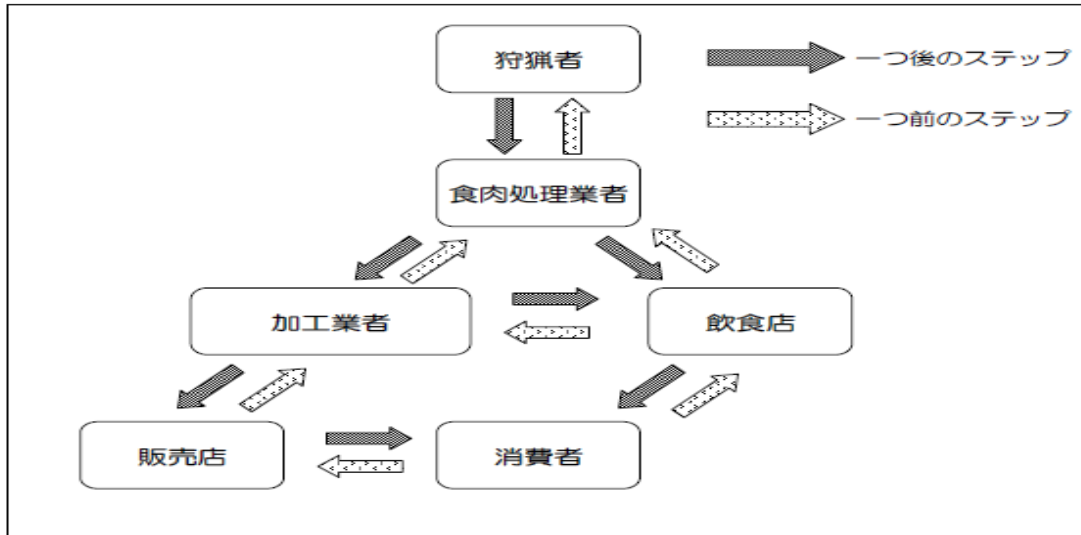 狩猟者
一つ後のステップ
一つ前のステップ
食肉処理業者
加工業者
飲食店
販売店
消費者